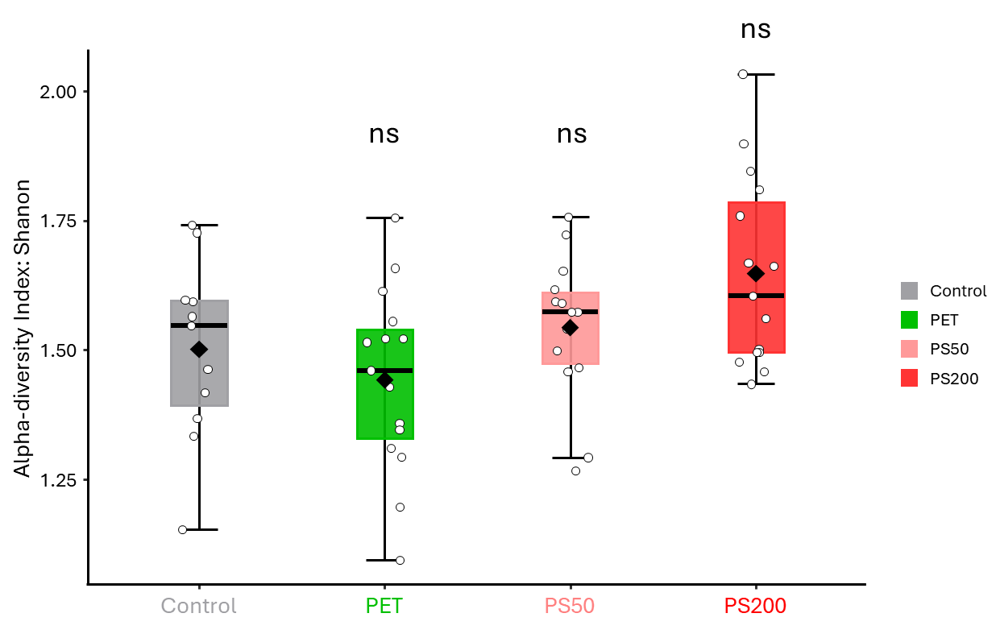 ns
ns
ns
Alpha-diversity Index: Shanon
2.00
1.75
1.50
1.25
Control
PET
PS50
PS200
Control
PET
PS50
PS200